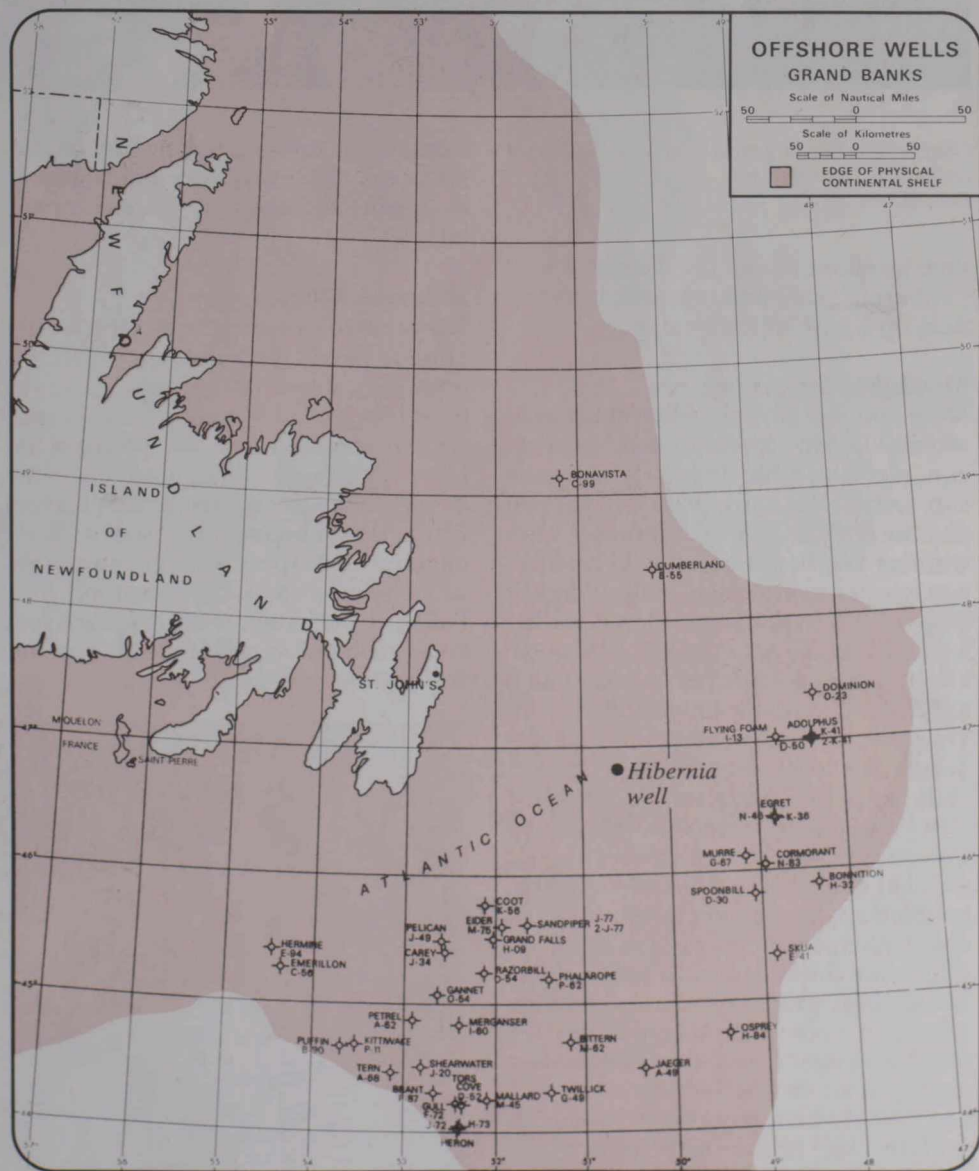 OFFSHORE WELLS
GRAND BANKS
Scale of Nautical Miles
50 0 50
Scale of Kilometres
50 0 50
EDGE OF PHYSICAL
CONTINENTAL SHELF
NEWFOUNDLAND
ISLAND
OF
NEWFOUNDLAND
ST. JOHN'S
MIQUELON
FRANCE
SAINT-PIERRE
ATLANTIC OCEAN
BONAVISTA
C-99
CUMBERLAND
B-55
DOMINION
O-23
FLYING FOAM
I-13
ADOLPHUS
K-41
D-50
2-K-41
Hibernia
well
EGRET
N-46
K-36
MURRE
G-67
CORMORANT
N-83
BONNITION
H-32
SPOONBILL
D-30
COOT
K-56
EIDER
M-75
SANDPIPER
J-77
2-J-77
PELICAN
J-49
GRAND FALLS
H-09
CAREY
J-34
HERMINE
E-94
EMERILLON
C-56
SKUA
E-41
RAZORBILL
PHALAROPE
P-62
GANNET
O-54
PETREL
A-62
MERGANSER
I-60
OSPREY
H-84
PUFFIN
B-90
KITTIWAKE
P-11
BITTERN
M-62
TERN
A-68
SHEARWATER
J-20
JAEGER
A-49
TORS
COVE
BRANT
P-87
MALLARD
M-45
TWILLICK
G-49
GULL
F-72
J-72
H-73
HERON